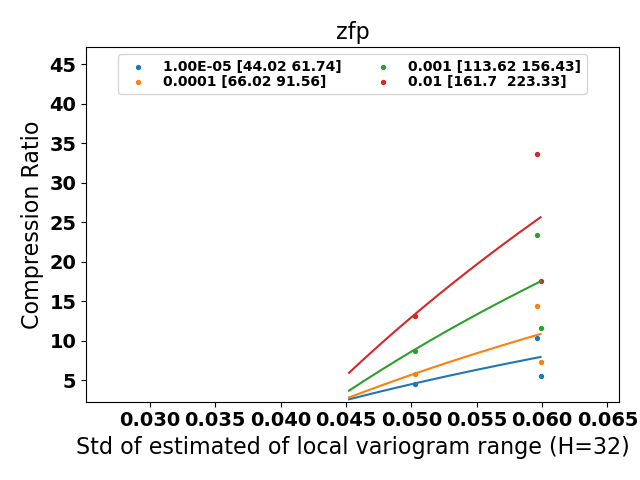 zfp
1.00E-05 [44.02 61.74]
0.0001 [66.02 91.56]
0.001 [113.62 156.43]
0.01 [161.7  223.33]
Compression Ratio
45
40
35
30
25
20
15
10
5
0.030 0.035 0.040 0.045 0.050 0.055 0.060 0.065
Std of estimated of local variogram range (H=32)